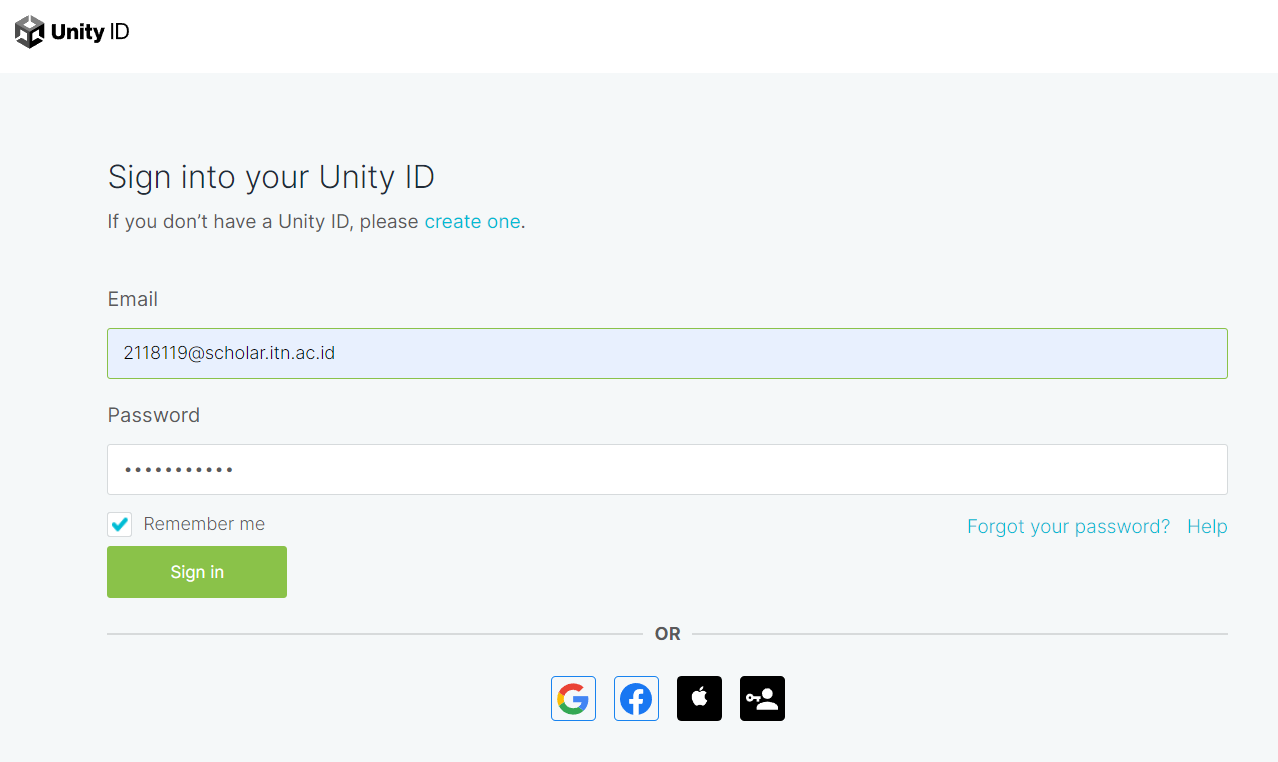 Unity ID
Sign into your Unity ID
If you don’t have a Unity ID, please create one.
Email
2118119@scholar.itn.ac.id
Password
•••••••••••
Remember me
Forgot your password? Help
Sign in
OR